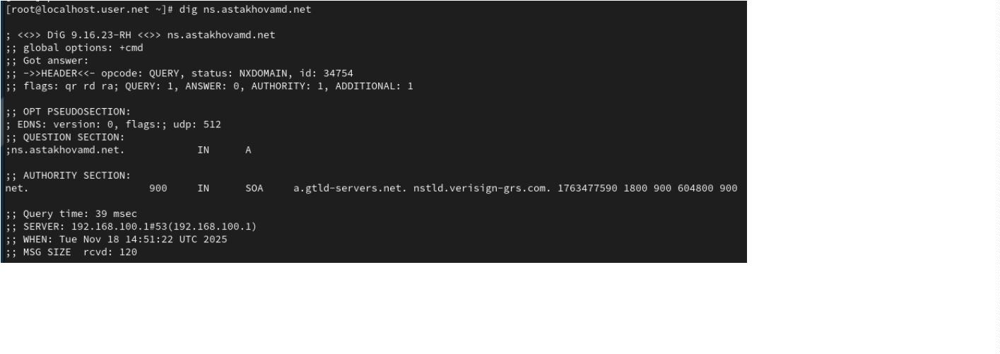 [root@localhost.user.net ~]# dig ns.astakhovamd.net
; <<>> DiG 9.16.23-RH <<>> ns.astakhovamd.net
;; global options: +cmd
;; Got answer:
;; ->>HEADER<<- opcode: QUERY, status: NXDOMAIN, id: 34754
;; flags: qr rd ra; QUERY: 1, ANSWER: 0, AUTHORITY: 1, ADDITIONAL: 1
;; OPT PSEUDOSECTION:
; EDNS: version: 0, flags:; udp: 512
;; QUESTION SECTION:
;ns.astakhovamd.net. IN A
;; AUTHORITY SECTION:
net. 900 IN SOA a.gtld-servers.net. nstld.verisign-grs.com. 1763477590 1800 900 604800 900
;; Query time: 39 msec
;; SERVER: 192.168.100.1#53(192.168.100.1)
;; WHEN: Tue Nov 18 14:51:22 UTC 2025
;; MSG SIZE rcvd: 120